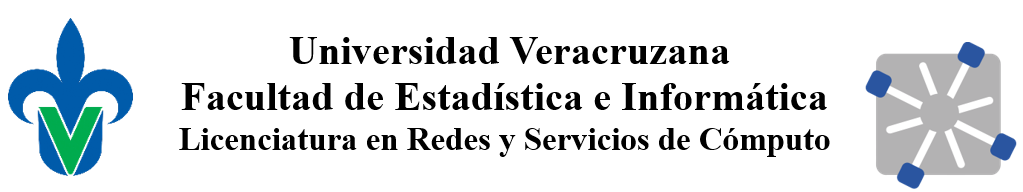 Universidad Veracruzana
Facultad de Estadística e Informática
Licenciatura en Redes y Servicios de Cómputo